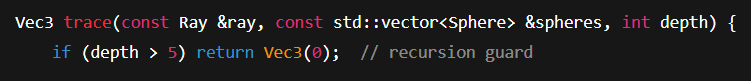 Vec3 trace(const Ray &ray, const std::vector<Sphere> &spheres, int depth) {
    if (depth > 5) return Vec3(0);  // recursion guard